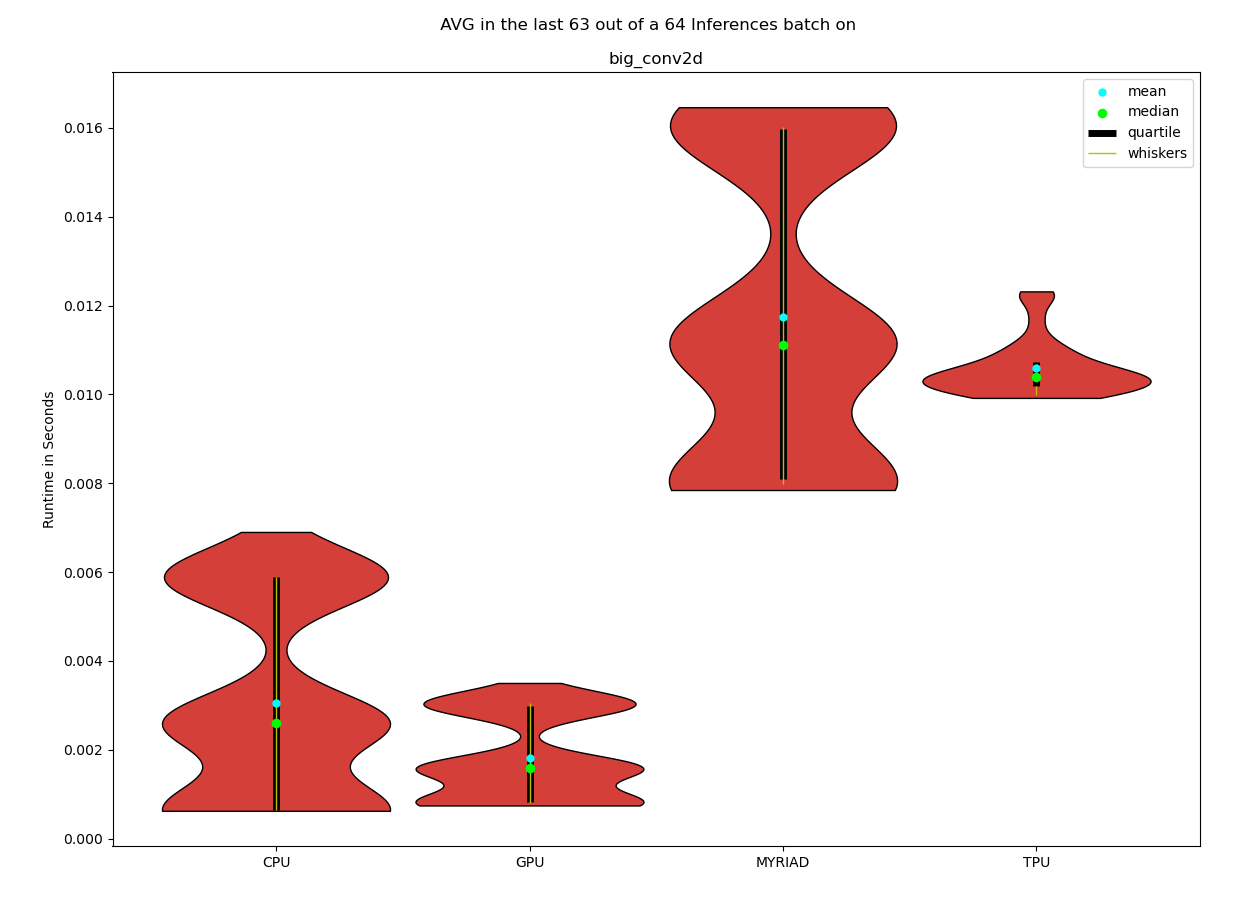 AVG in the last 63 out of a 64 Inferences batch on
big_conv2d
mean
median
quartile
whiskers
0.016
0.014
0.012
0.010
0.008
0.006
0.004
0.002
0.000
Runtime in Seconds
CPU GPU MYRIAD TPU